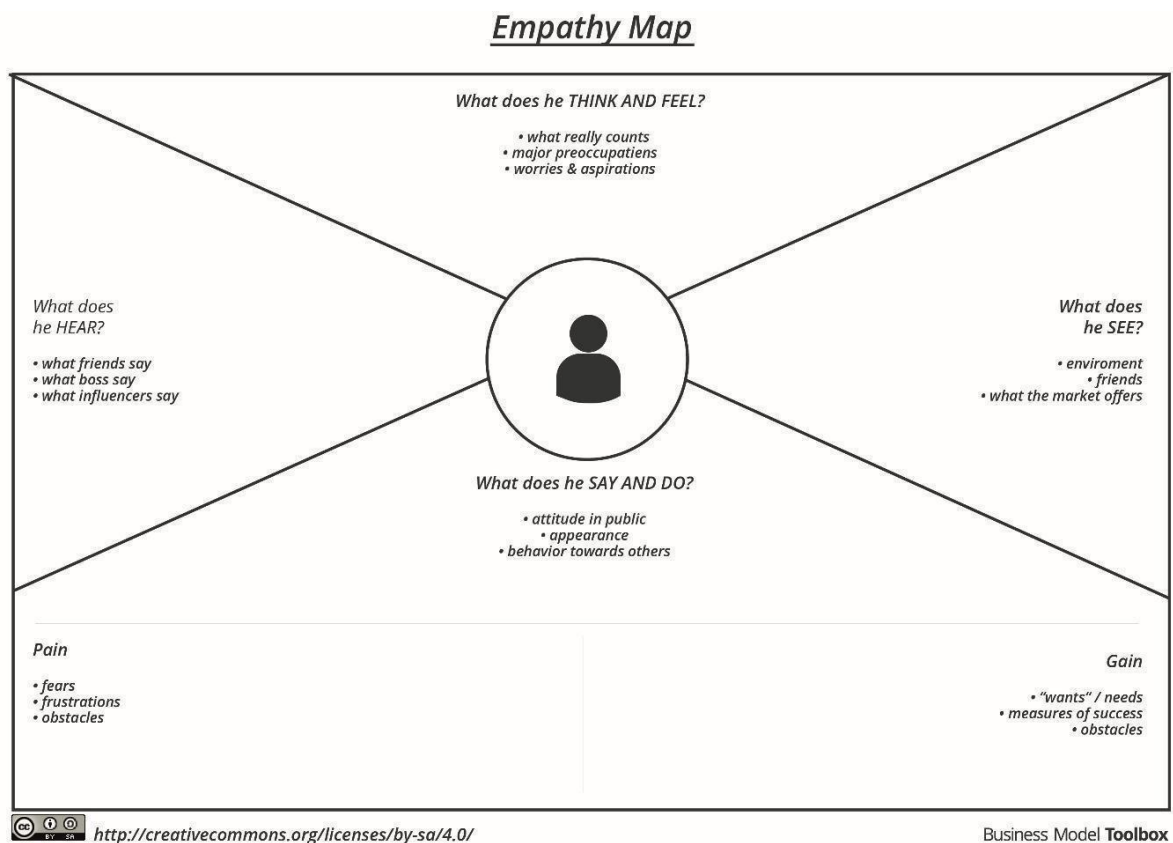 Empathy Map
What does he THINK AND FEEL?
• what really counts
• major preoccupatiens
• worries & aspirations
What does
he HEAR?
• what friends say
• what boss say
• what influencers say
What does
he SEE?
• enviroment
• friends
• what the market offers
What does he SAY AND DO?
• attitude in public
• appearance
• behavior towards others
Pain
• fears
• frustrations
• obstacles
Gain
• “wants“ / needs
• measures of success
• obstacles
cc BY SA http://creativecommons.org/licenses/by-sa/4.0/
Business Model Toolbox